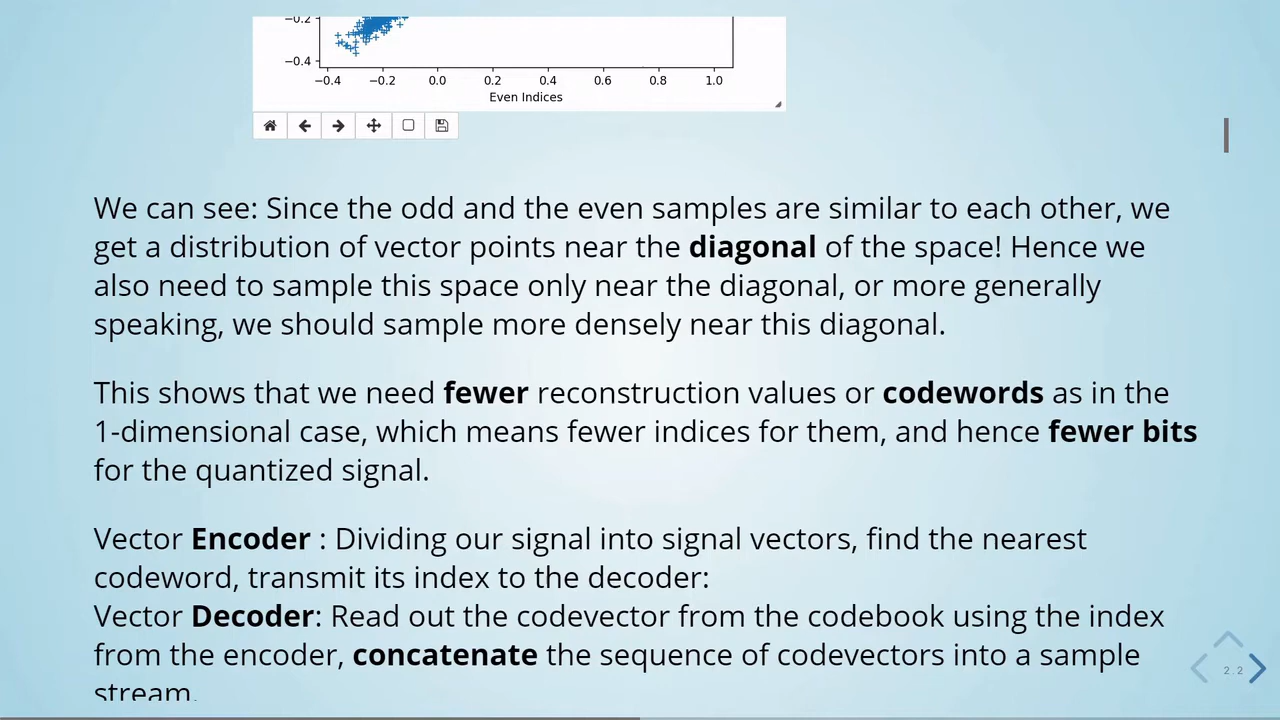 −0.2
−0.4
−0.4 −0.2 0.0 0.2 0.4 0.6 0.8 1.0
Even Indices
We can see: Since the odd and the even samples are similar to each other, we
get a distribution of vector points near the diagonal of the space! Hence we
also need to sample this space only near the diagonal, or more generally
speaking, we should sample more densely near this diagonal.
This shows that we need fewer reconstruction values or codewords as in the
1-dimensional case, which means fewer indices for them, and hence fewer bits
for the quantized signal.
Vector Encoder : Dividing our signal into signal vectors, find the nearest
codeword, transmit its index to the decoder:
Vector Decoder: Read out the codevector from the codebook using the index
from the encoder, concatenate the sequence of codevectors into a sample
stream.
2.2